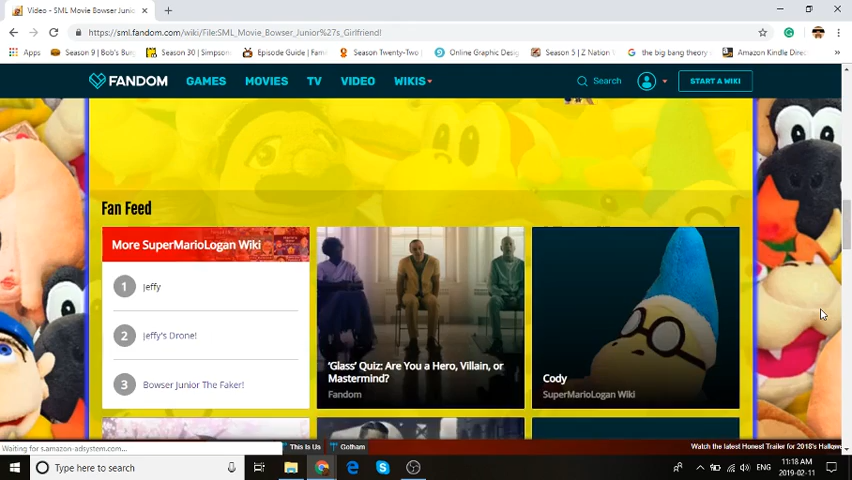 Video - SML Movie Bowser Junio
sml.fandom.com/wiki/File:SML_Movie_Bowser_Junior%27s_Girlfriend!
Apps
Season 9 | Bob's Burg
Season 30 | Simpson
Episode Guide | Fam
Season Twenty-Two
Online Graphic Desig
Season 5 | Z Nation
the big bang theory
Amazon Kindle Direc
FANDOM
GAMES
MOVIES
TV
VIDEO
WIKIS
Search
START A WIKI
Fan Feed
More SuperMarioLogan Wiki
1 Jeffy
2 Jeffy's Drone!
3 Bowser Junior The Faker!
'Glass' Quiz: Are You a Hero, Villain, or
Mastermind?
Fandom
Cody
SuperMarioLogan Wiki
Waiting for s.amazon-adsystem.com...
This Is Us
Gotham
Watch the latest Honest Trailer for 2018's Hallow
Type here to search
ENG
11:18 AM
2019-02-11